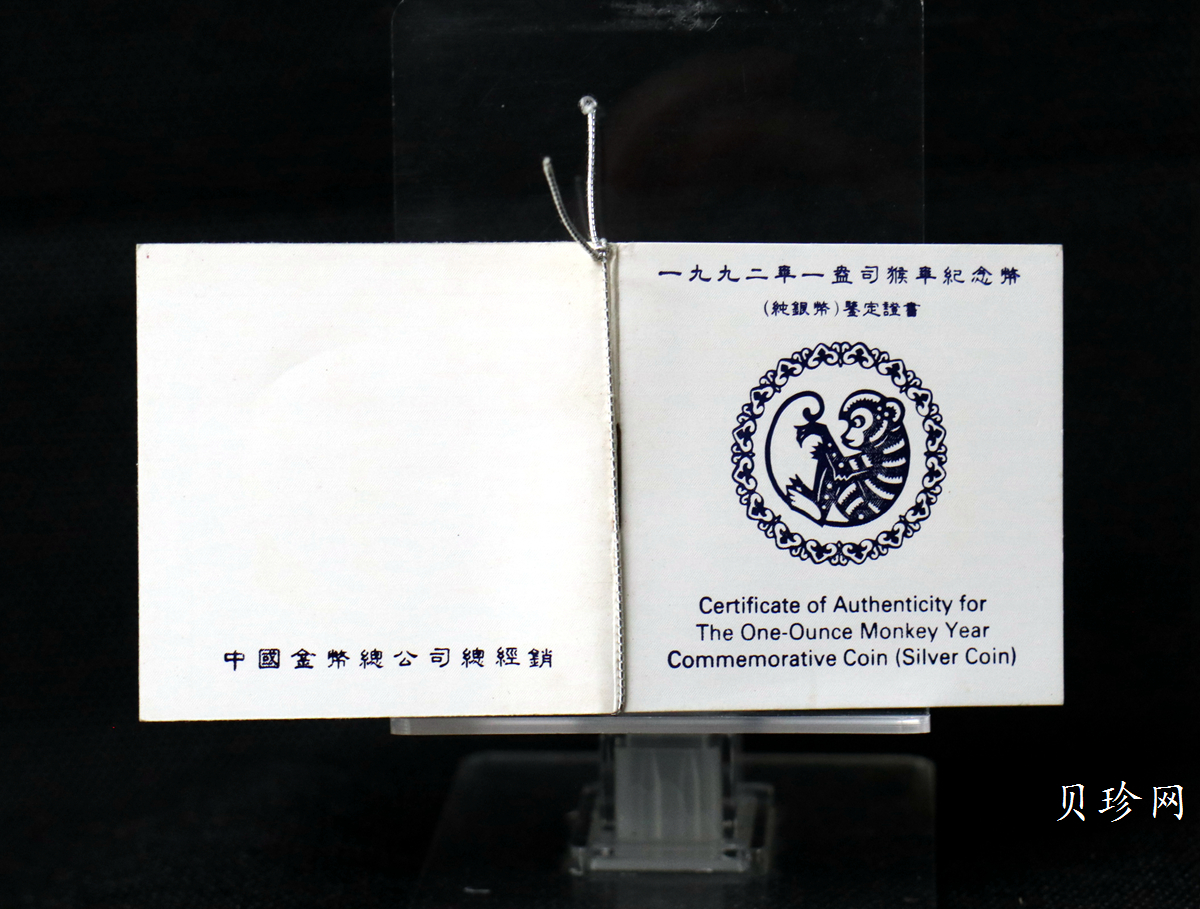 一九九二年一盎司猴年紀念幣
(純銀幣)鑒定證書
Certificate of Authenticity for
The One-Ounce Monkey Year
Commemorative Coin (Silver Coin)
中國金幣總公司總經銷
贝珍网